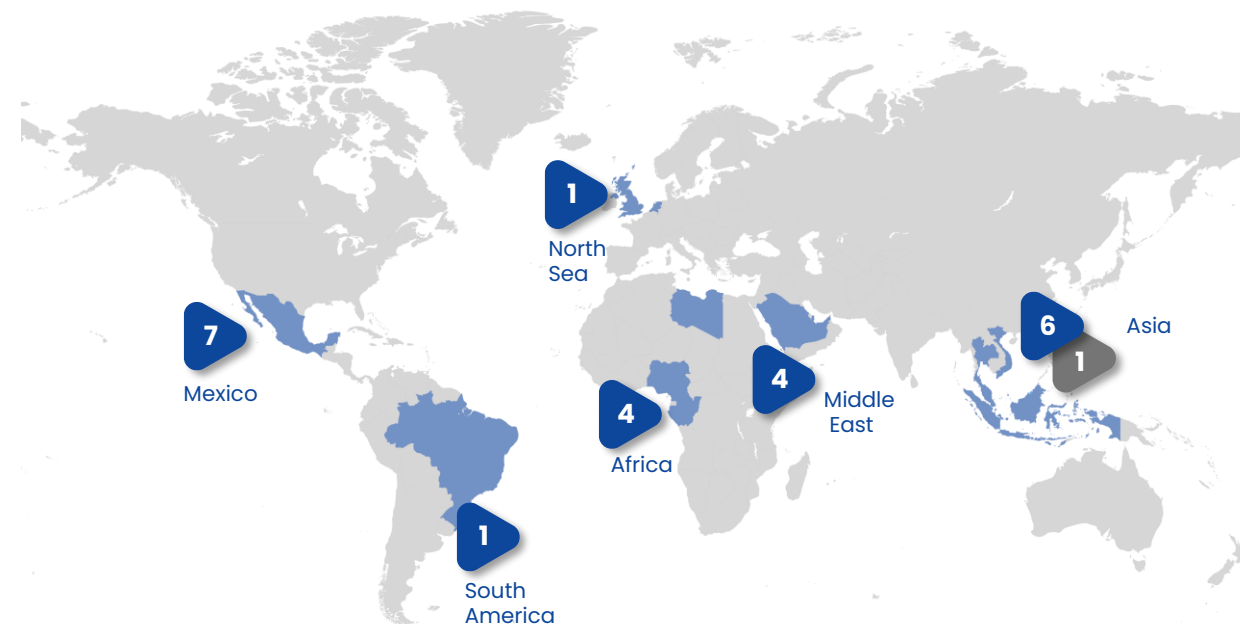 1
North
Sea
6
Asia
1
7
Mexico
4
Middle
East
4
Africa
1
South
America